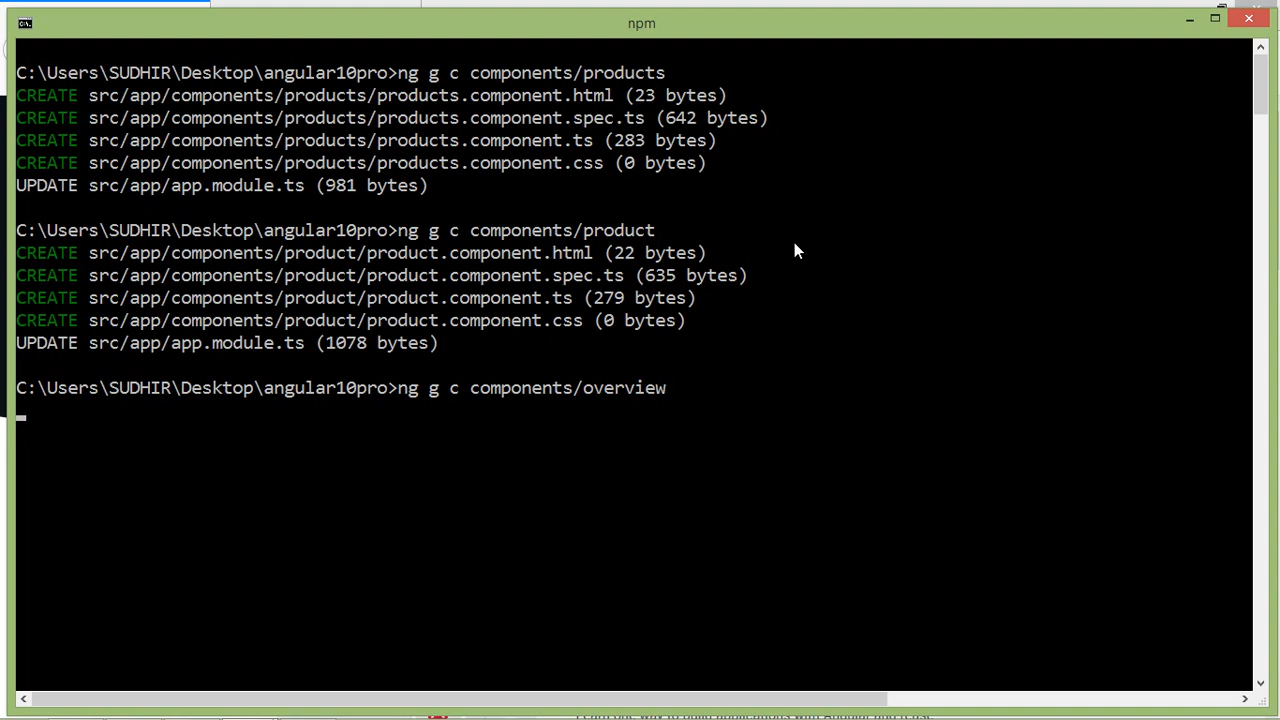 npm
C:\Users\SUDHIR\Desktop\angular10pro>ng g c components/products
CREATE src/app/components/products/products.component.html (23 bytes)
CREATE src/app/components/products/products.component.spec.ts (642 bytes)
CREATE src/app/components/products/products.component.ts (283 bytes)
CREATE src/app/components/products/products.component.css (0 bytes)
UPDATE src/app/app.module.ts (981 bytes)
C:\Users\SUDHIR\Desktop\angular10pro>ng g c components/product
CREATE src/app/components/product/product.component.html (22 bytes)
CREATE src/app/components/product/product.component.spec.ts (635 bytes)
CREATE src/app/components/product/product.component.ts (279 bytes)
CREATE src/app/components/product/product.component.css (0 bytes)
UPDATE src/app/app.module.ts (1078 bytes)
C:\Users\SUDHIR\Desktop\angular10pro>ng g c components/overview